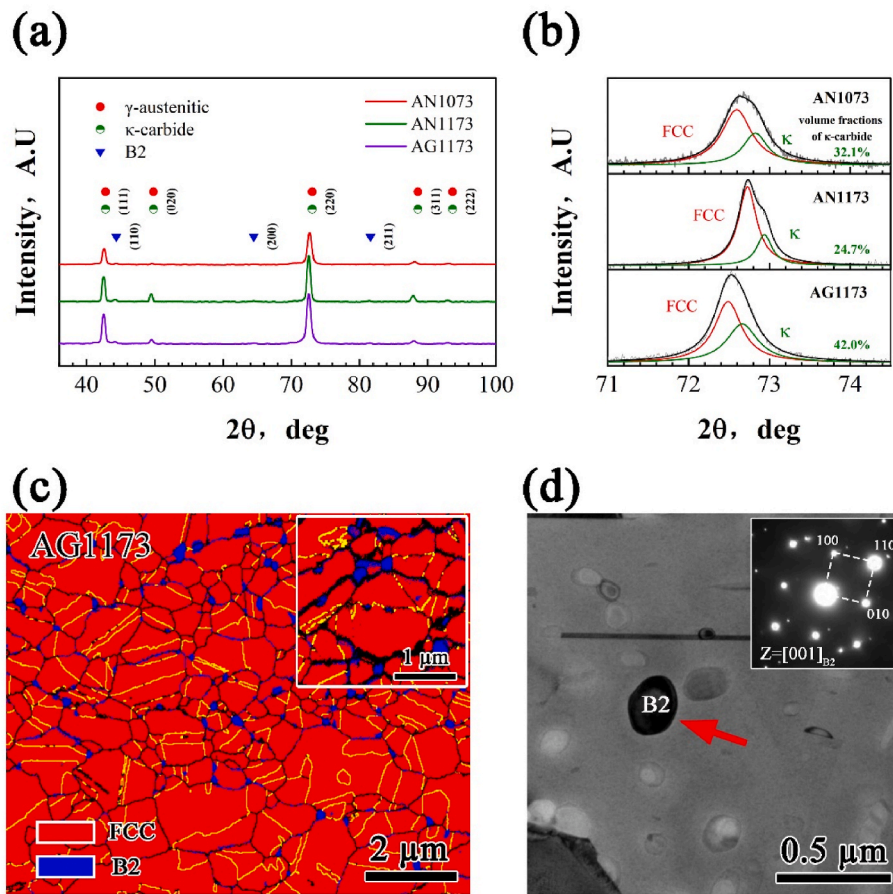 (a)
Intensity, A.U
γ-austenitic
κ-carbide
B2
AN1073
AN1173
AG1173
(111)
(020)
(220)
(311)
(222)
(110)
(200)
(211)
40 50 60 70 80 90 100
2θ, deg
(b)
Intensity, A.U
AN1073
volume fractions
of κ-carbide
32.1%
FCC
κ
AN1173
FCC
κ
24.7%
AG1173
FCC
κ
42.0%
71 72 73 74
2θ, deg
(c)
AG1173
1 μm
FCC
B2
2 μm
(d)
100
110
010
Z=[001]B2
B2
0.5 μm